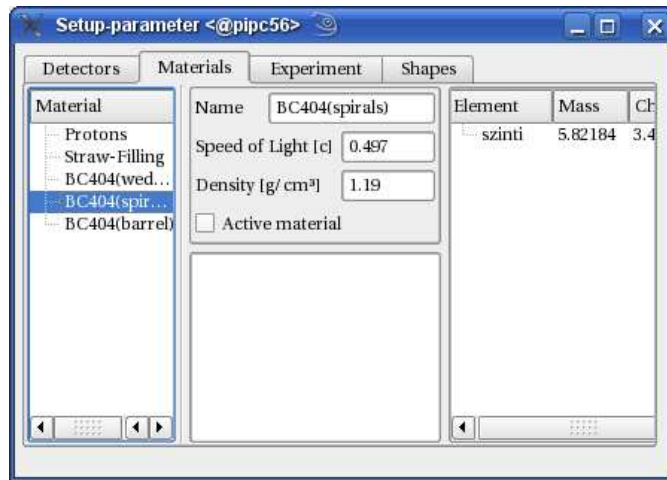 Setup-parameter <@pipc56>
Detectors Materials Experiment Shapes
Material
Protons
Straw-Filling
BC404(wed...
BC404(spir...
BC404(barrel)
Name BC404(spirals)
Speed of Light [c] 0.497
Density [g/cm³] 1.19
Active material
Element Mass Ch
szinti 5.82184 3.4